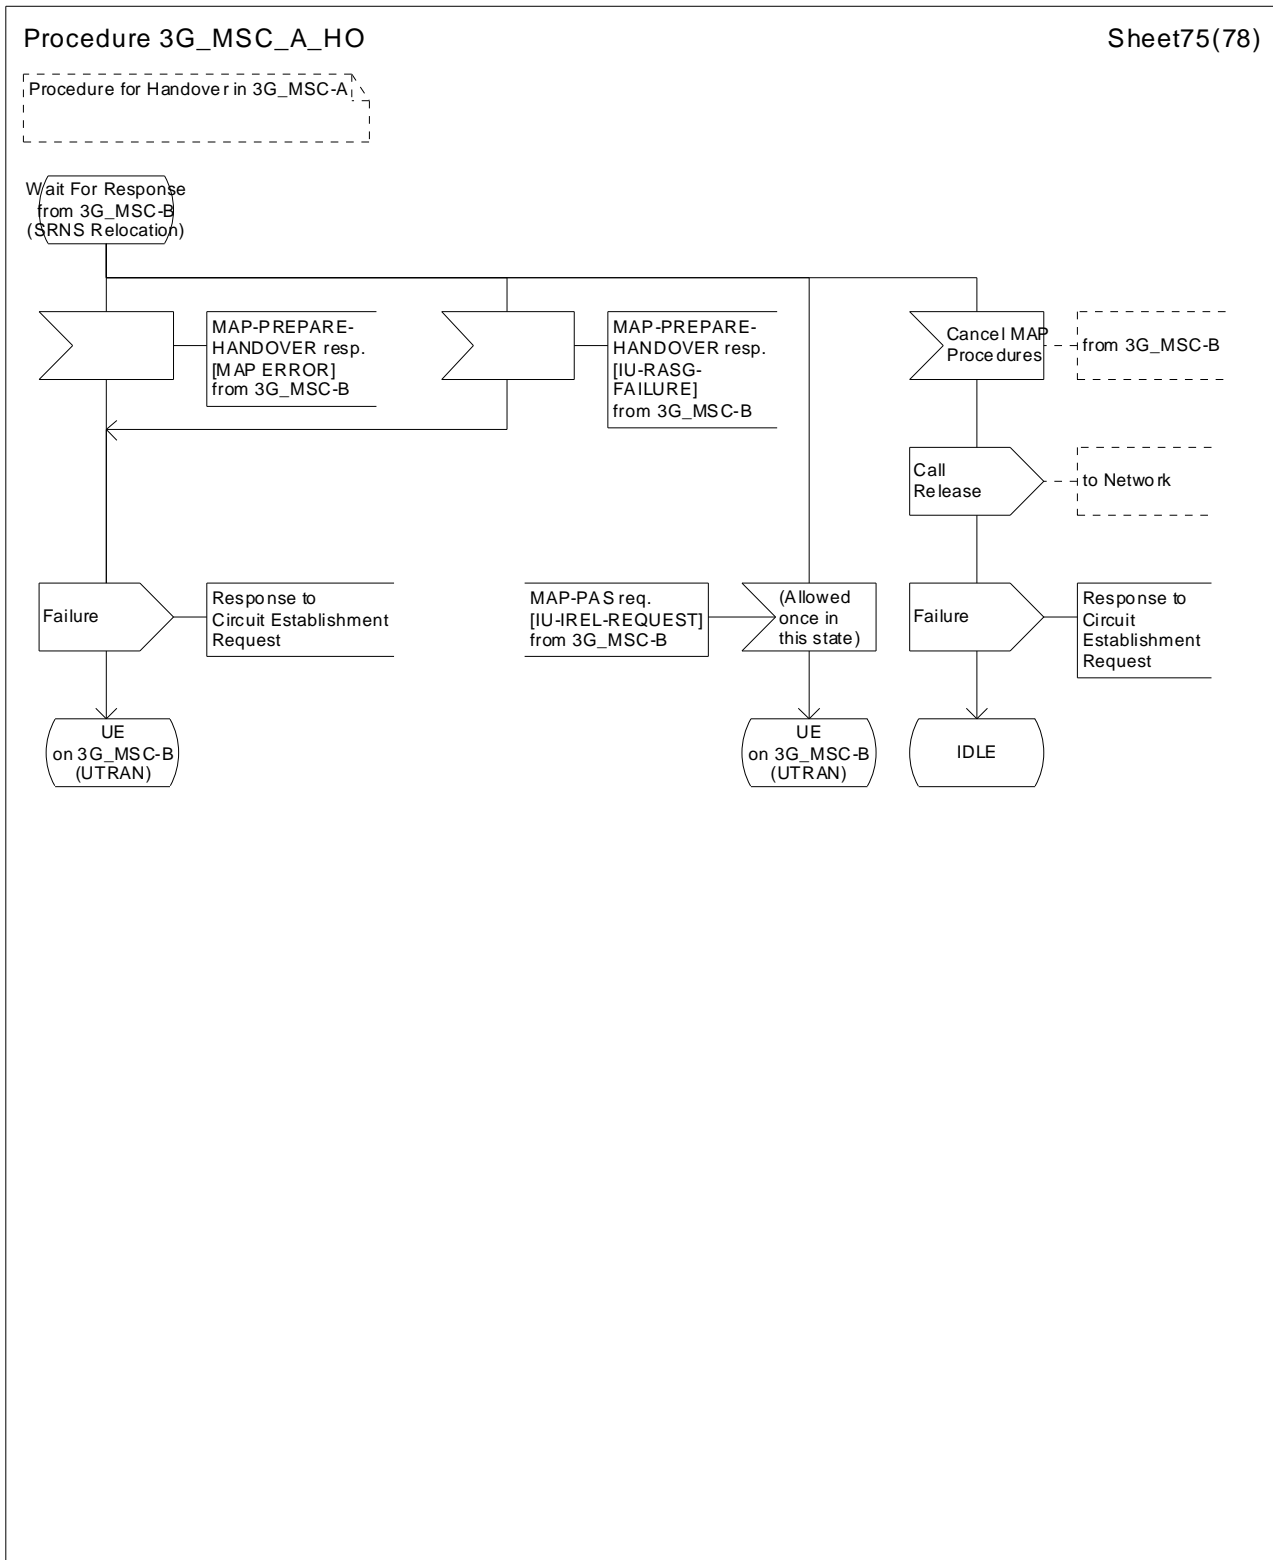 Procedure 3G_MSC_A_HO
Sheet75(78)
Procedure for Handover in 3G_MSC-A
Wait For Response
from 3G_MSC-B
(SRNS Relocation)
MAP-PREPARE-
HANDOVER resp.
[MAP ERROR]
from 3G_MSC-B
MAP-PREPARE-
HANDOVER resp.
[IU-RASG-
FAILURE]
from 3G_MSC-B
Cancel MAP
Procedures
from 3G_MSC-B
Call
Release
to Network
Failure
Response to
Circuit Establishment
Request
MAP-PAS req.
[IU-IREL-REQUEST]
from 3G_MSC-B
(Allowed
once in
this state)
Failure
Response to
Circuit
Establishment
Request
UE
on 3G_MSC-B
(UTRAN)
UE
on 3G_MSC-B
(UTRAN)
IDLE